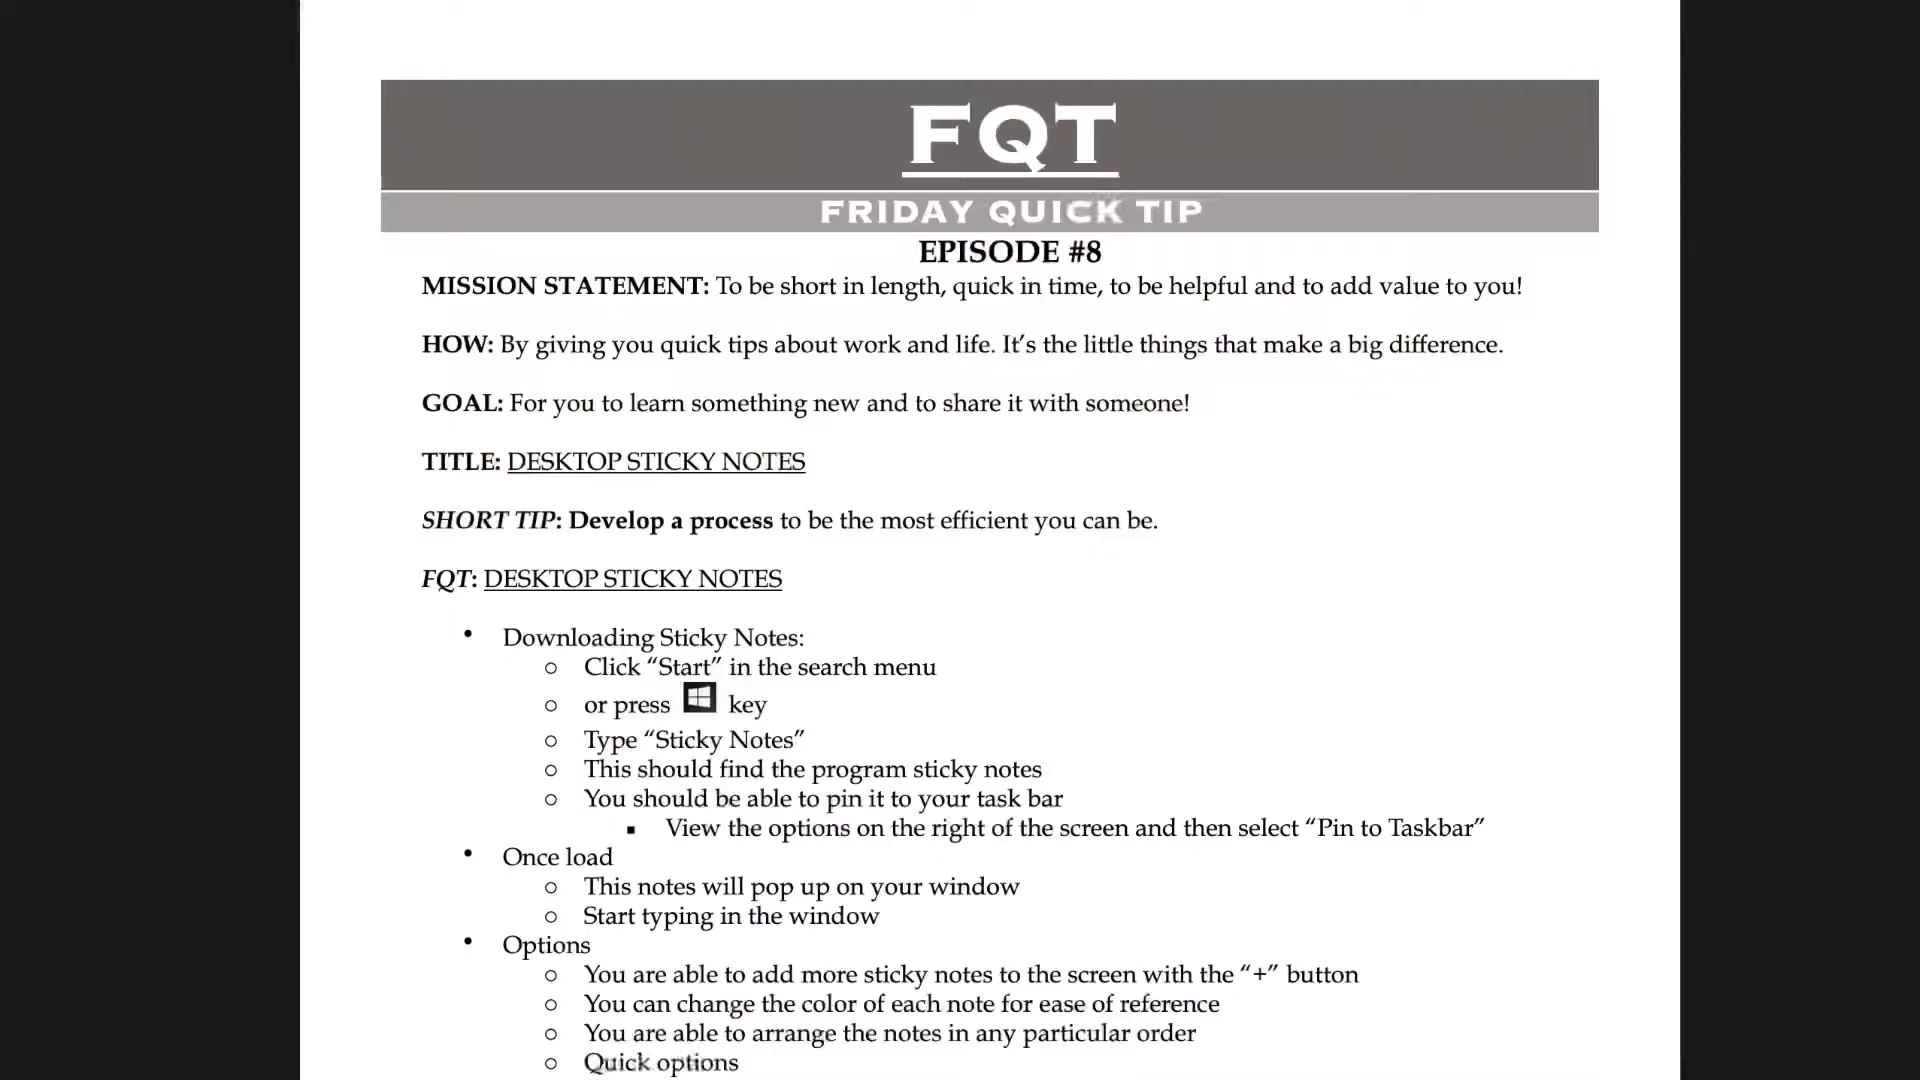 FQT
FRIDAY QUICK TIP
EPISODE #8
MISSION STATEMENT: To be short in length, quick in time, to be helpful and to add value to you!
HOW: By giving you quick tips about work and life. It’s the little things that make a big difference.
GOAL: For you to learn something new and to share it with someone!
TITLE: DESKTOP STICKY NOTES
SHORT TIP: Develop a process to be the most efficient you can be.
FQT: DESKTOP STICKY NOTES
• Downloading Sticky Notes:
○ Click “Start” in the search menu
○ or press key
○ Type “Sticky Notes”
○ This should find the program sticky notes
○ You should be able to pin it to your task bar
▪ View the options on the right of the screen and then select “Pin to Taskbar”
• Once load
○ This notes will pop up on your window
○ Start typing in the window
• Options
○ You are able to add more sticky notes to the screen with the “+” button
○ You can change the color of each note for ease of reference
○ You are able to arrange the notes in any particular order
○ Quick options